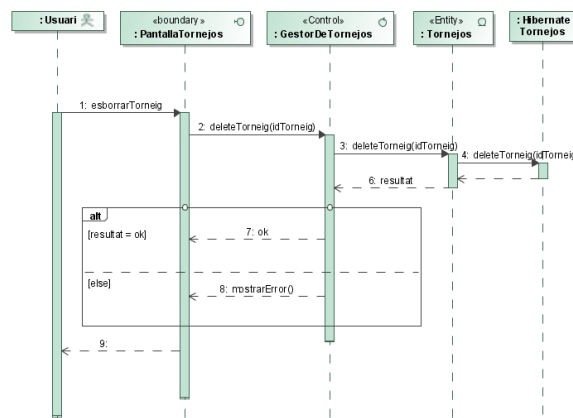 : Usuari
«boundary »
: PantallaTornejos
«Control»
: GestorDeTornejos
«Entity»
: Tornejos
: Hibernate
Tornejos
1: esborrarTorneig
2: deleteTorneig(idTorneig)
3: deleteTorneig(idTorneig)
4: deleteTorneig(idTorneig
6: resultat
alt
[resultat = ok]
7: ok
[else]
8: mostrarError()
9: